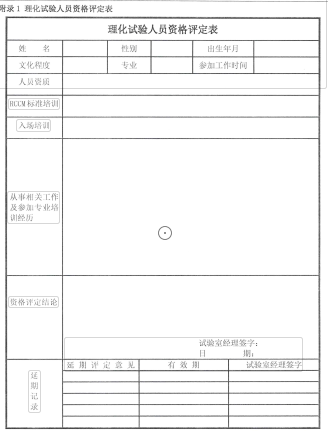 附录1 理化试验人员资格评定表
理化试验人员资格评定表
姓 名 性别 出生年月
文化程度 专业 参加工作时间
人员资质
RCCM标准培训
入场培训
从事相关工作
及参加专业培
训经历
资格评定结论
试验室经理签字:
日 期:
延期记录
延期评定意见 有效期 试验室经理签字